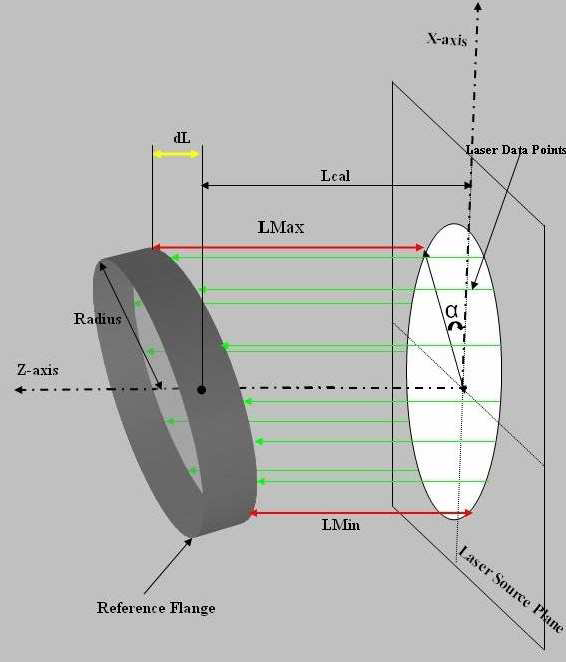 X-axis
dL
Laser Data Points
Lcal
LMax
α
Radius
Z-axis
LMin
Laser Source Plane
Reference Flange